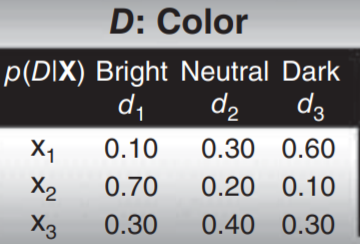 D: Color
p(D|X) Bright Neutral Dark
d₁ d₂ d₃
x₁ 0.10 0.30 0.60
x₂ 0.70 0.20 0.10
x₃ 0.30 0.40 0.30